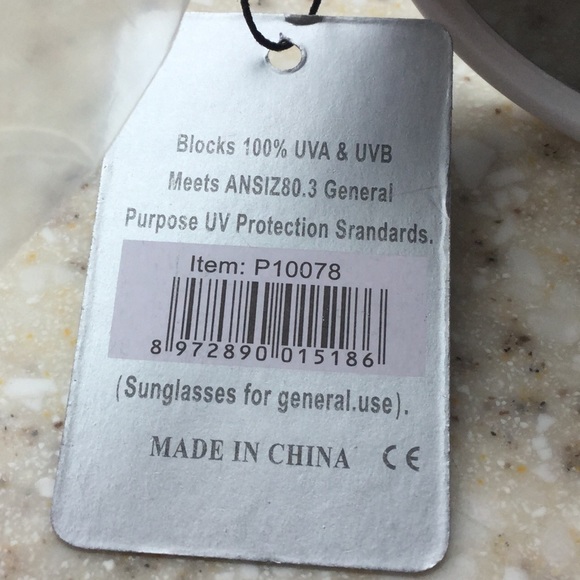 Blocks 100% UVA & UVB
Meets ANSIZ80.3 General
Purpose UV Protection Srandards.
Item: P10078
8 972890 015186
(Sunglasses for general.use).
MADE IN CHINA CE